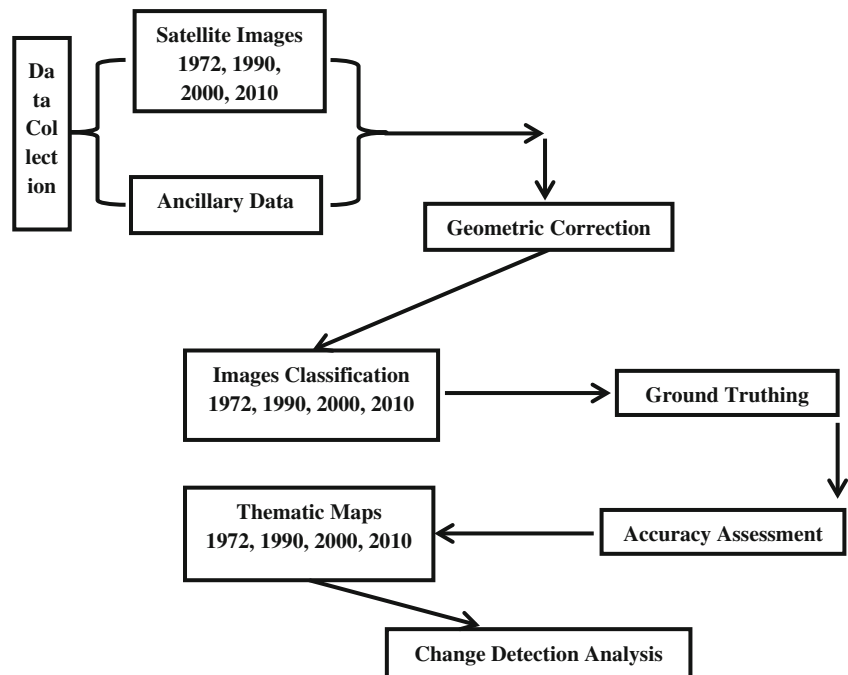 Da
ta
Col
lect
ion
Satellite Images
1972, 1990,
2000, 2010
Ancillary Data
Geometric Correction
Images Classification
1972, 1990, 2000, 2010
Ground Truthing
Accuracy Assessment
Thematic Maps
1972, 1990, 2000, 2010
Change Detection Analysis